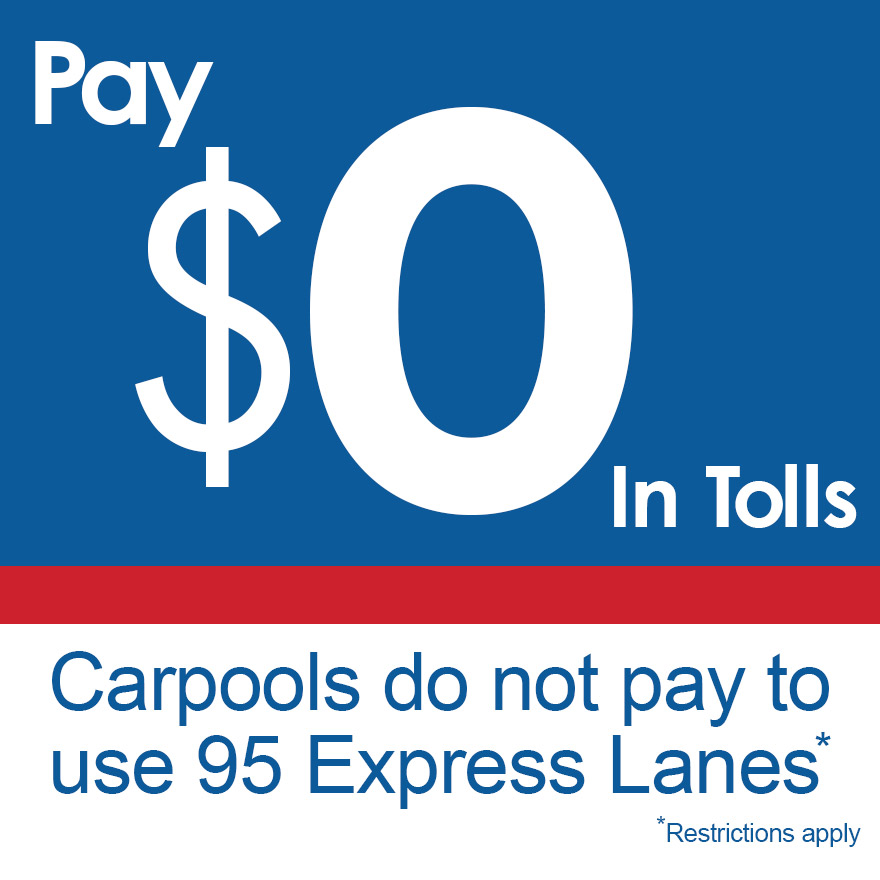 Pay
$0
In Tolls
Carpools do not pay to
use 95 Express Lanes*
*Restrictions apply